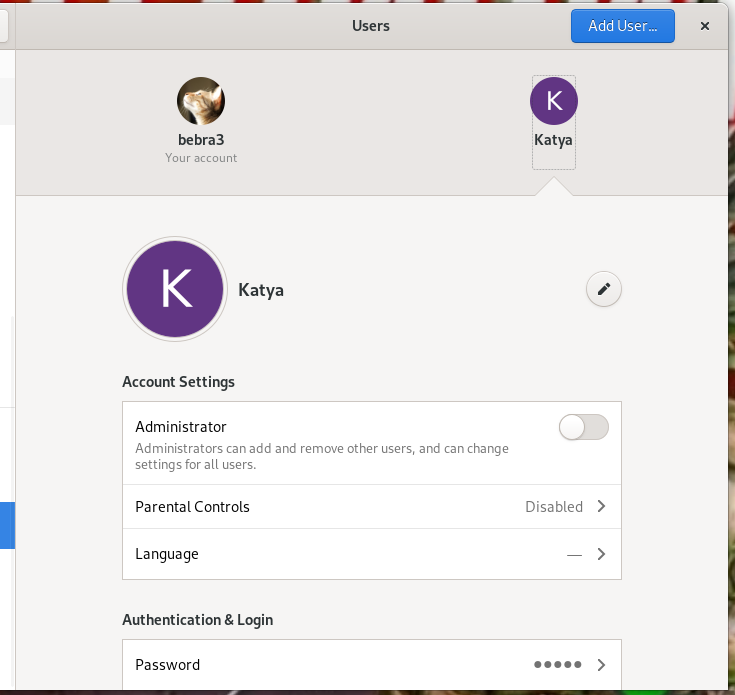 Users
Add User...
K
bebra3
Katya
Your account
K
Katya
Account Settings
Administrator
Administrators can add and remove other users, and can change
settings for all users.
Parental Controls
Disabled
Language
—
Authentication & Login
Password
●●●●●